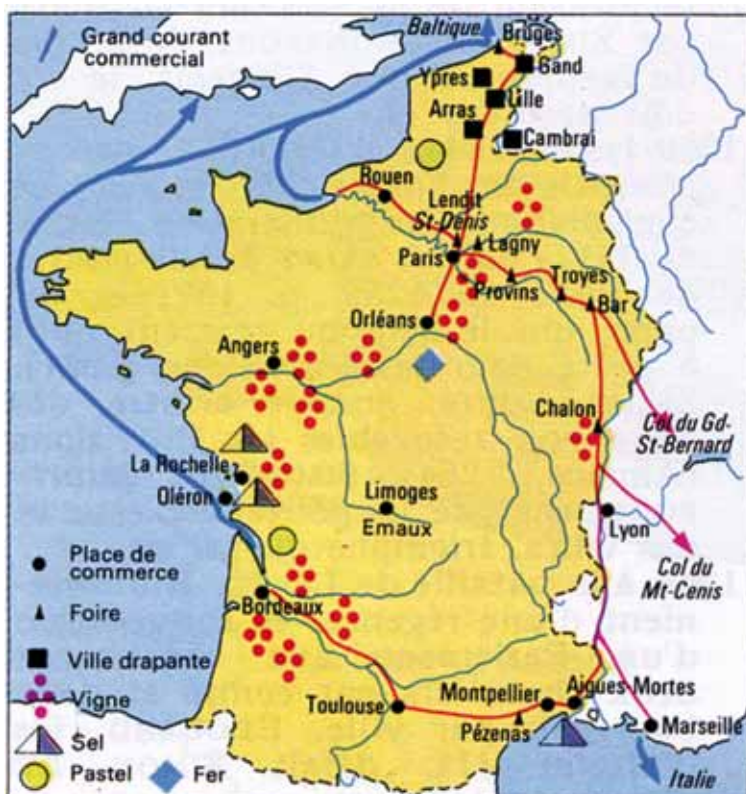 Grand courant
commercial
Baltique
Bruges
Gand
Ypres
Lille
Arras
Cambrai
Rouen
Lendit
St-Denis
Lagny
Paris
Provins
Troyes
Bar
Orléans
Angers
Chalon
Col du Gd-
St-Bernard
La Rochelle
Oléron
Limoges
Emaux
Lyon
Col du
Mt-Cenis
Place de
commerce
Foire
Ville drapante
Vigne
Sel
Pastel
Fer
Bordeaux
Toulouse
Montpellier
Aigues-Mortes
Pézenas
Marseille
Italie